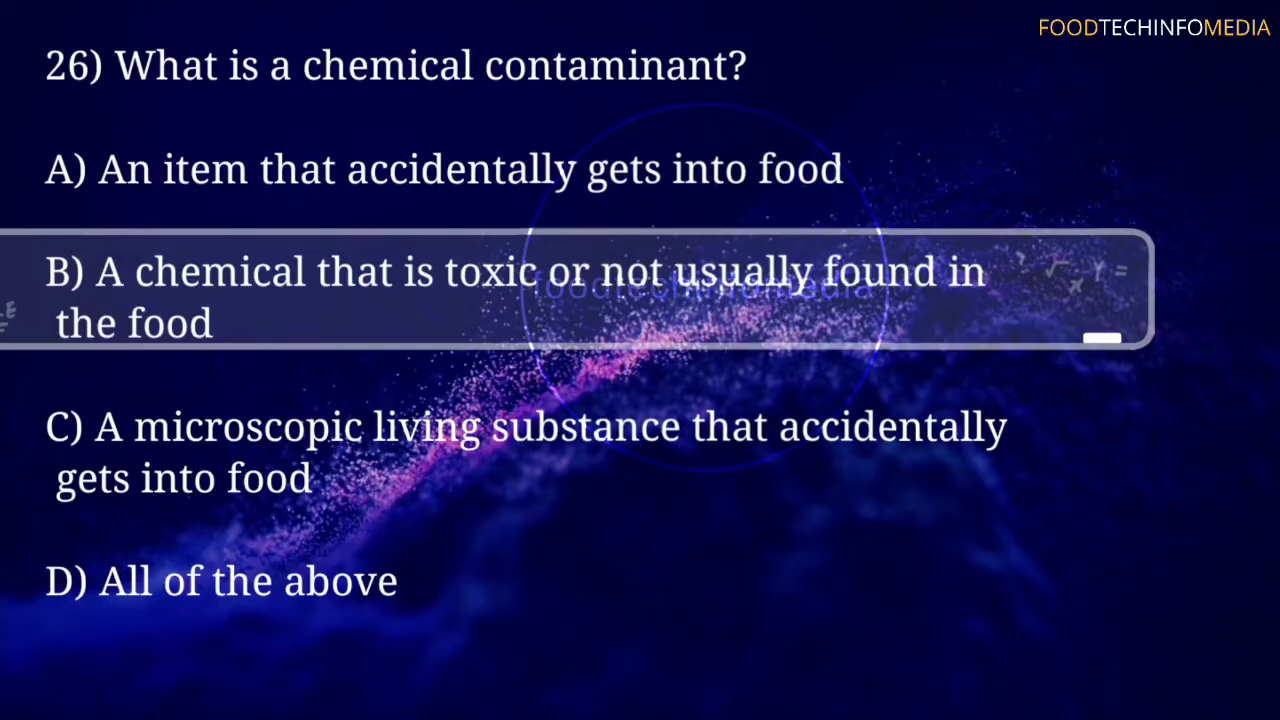 FOODTECHINFOMEDIA
26) What is a chemical contaminant?
A) An item that accidentally gets into food
B) A chemical that is toxic or not usually found in
the food
foodtechinfomedia
C) A microscopic living substance that accidentally
gets into food
D) All of the above